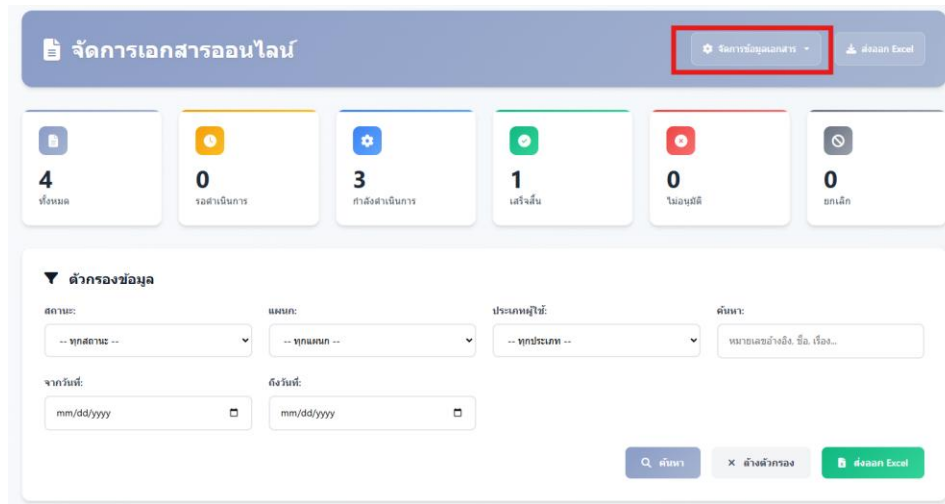 จัดการเอกสารออนไลน์
จัดการข้อมูลเอกสาร
ส่งออก Excel
4
ทั้งหมด
0
รอดำเนินการ
3
กำลังดำเนินการ
1
เสร็จสิ้น
0
ไม่อนุมัติ
0
ยกเลิก
ตัวกรองข้อมูล
สถานะ:
แผนก:
ประเภทผู้ใช้:
ค้นหา:
-- ทุกสถานะ --
-- ทุกแผนก --
-- ทุกประเภท --
หมายเลขอ้างอิง, ชื่อ, เรื่อง...
จากวันที่:
ถึงวันที่:
mm/dd/yyyy
mm/dd/yyyy
ค้นหา
ล้างตัวกรอง
ส่งออก Excel